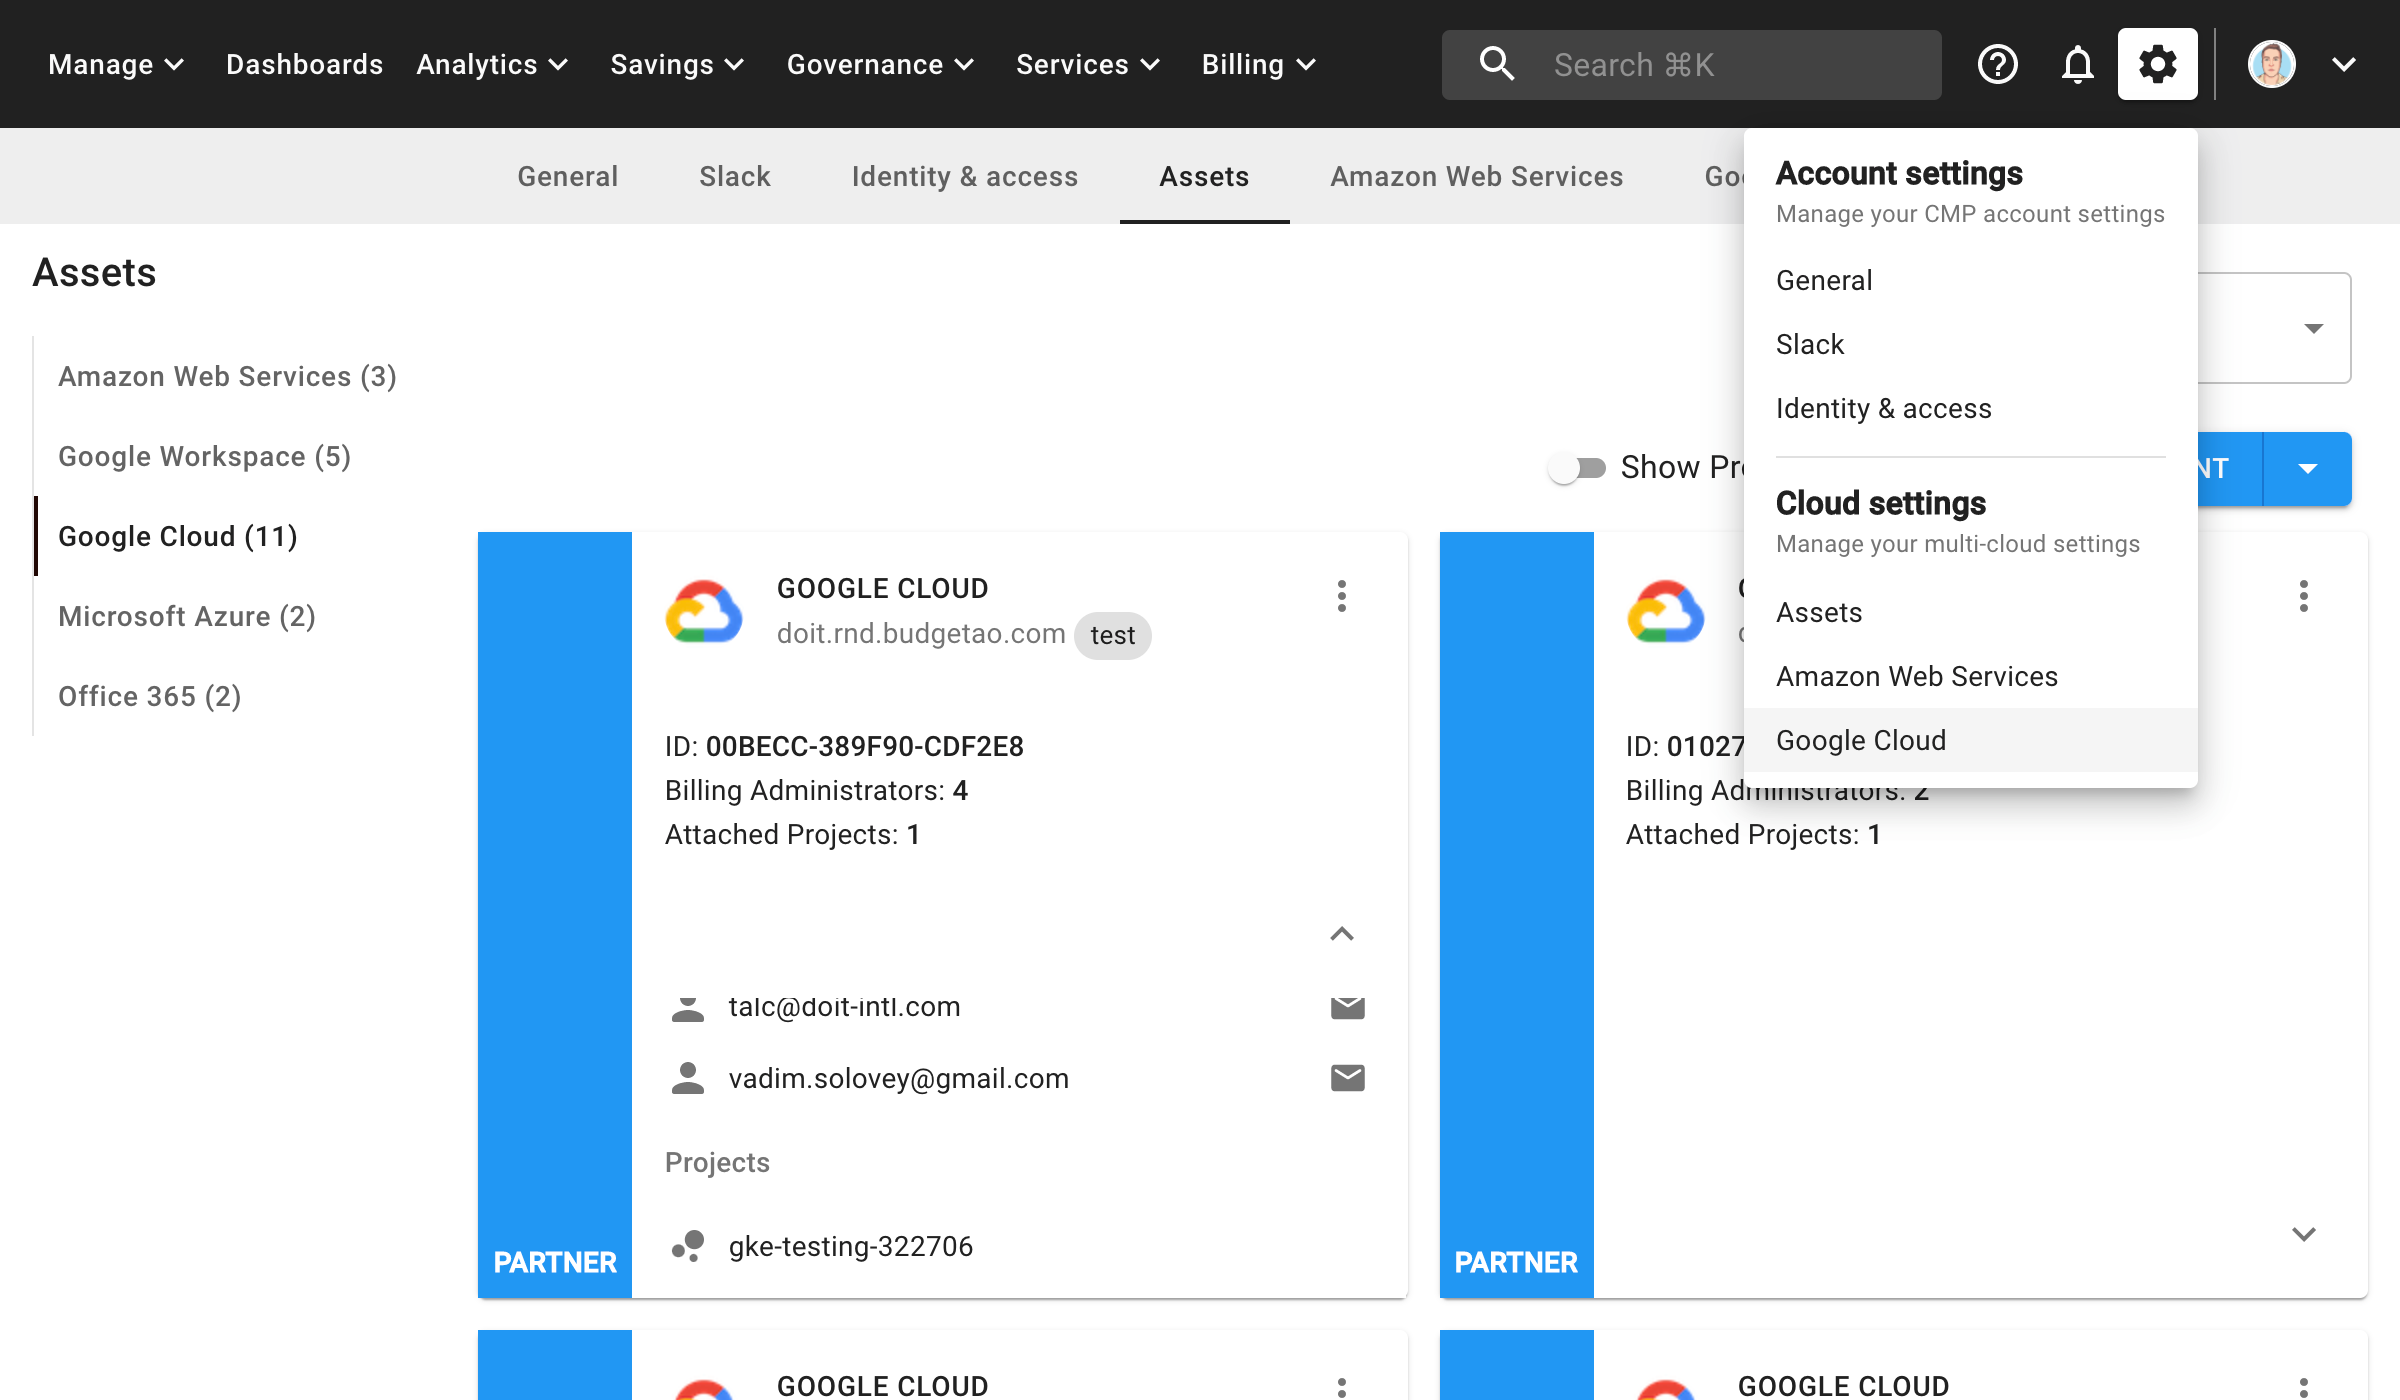 Manage Dashboards Analytics Savings Governance Services Billing Search ⌘K
General Slack Identity & access Assets Amazon Web Services
Assets
Amazon Web Services (3)
Google Workspace (5)
Google Cloud (11)
Microsoft Azure (2)
Office 365 (2)
Account settings
Manage your CMP account settings
General
Slack
Identity & access
Cloud settings
Manage your multi-cloud settings
Assets
Amazon Web Services
Google Cloud
Show
GOOGLE CLOUD
doit.rnd.budgetao.com test
ID: 00BECC-389F90-CDF2E8
Billing Administrators: 4
Attached Projects: 1
talc@doit-intl.com
vadim.solovey@gmail.com
Projects
gke-testing-322706
PARTNER
ID: 01027
Billing Administrators: 2
Attached Projects: 1
PARTNER
GOOGLE CLOUD
GOOGLE CLOUD